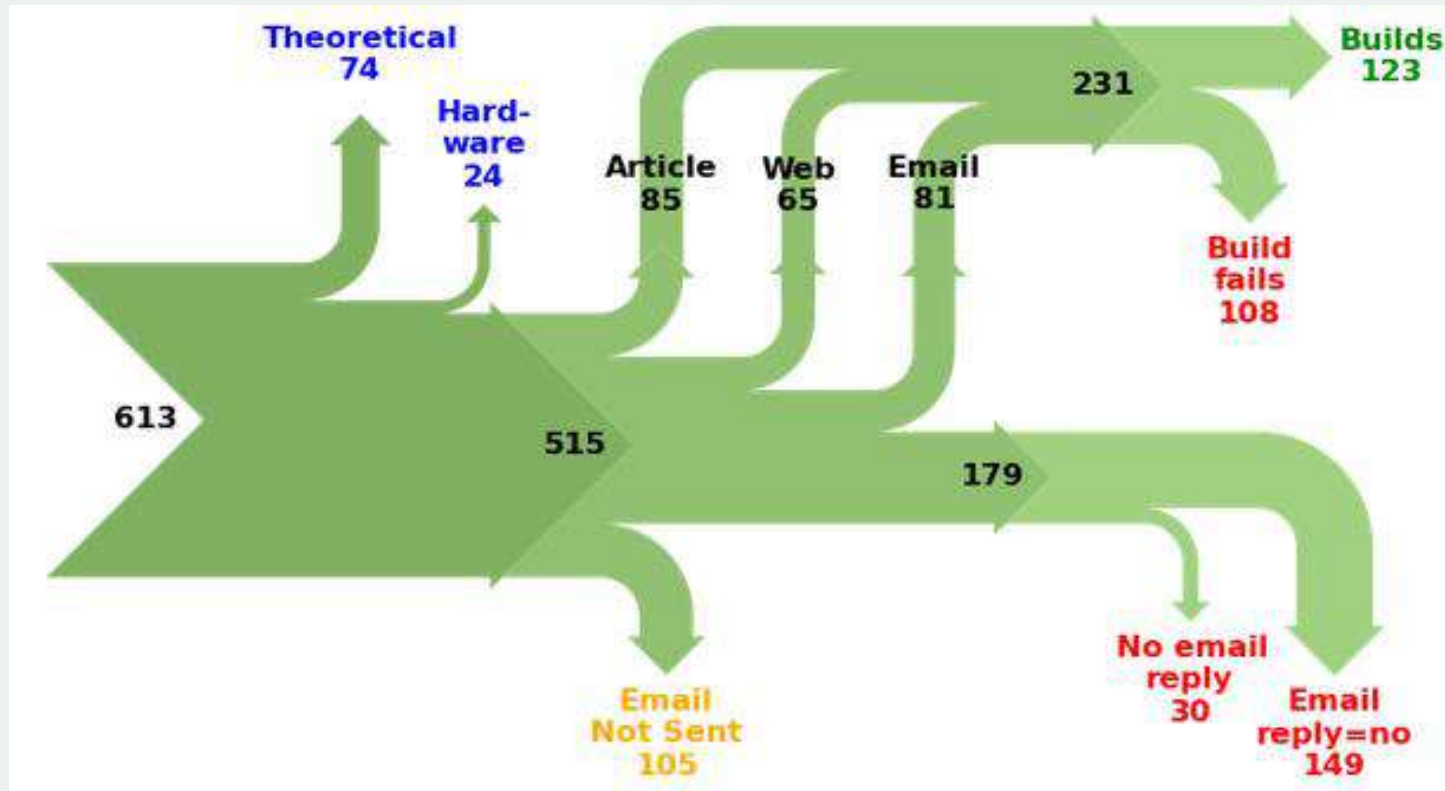 Theoretical
74
Hard-
ware
24
Article
85
Web
65
Email
81
231
Builds
123
Build
fails
108
613
515
179
Email
Not Sent
105
No email
reply
30
Email
reply=no
149